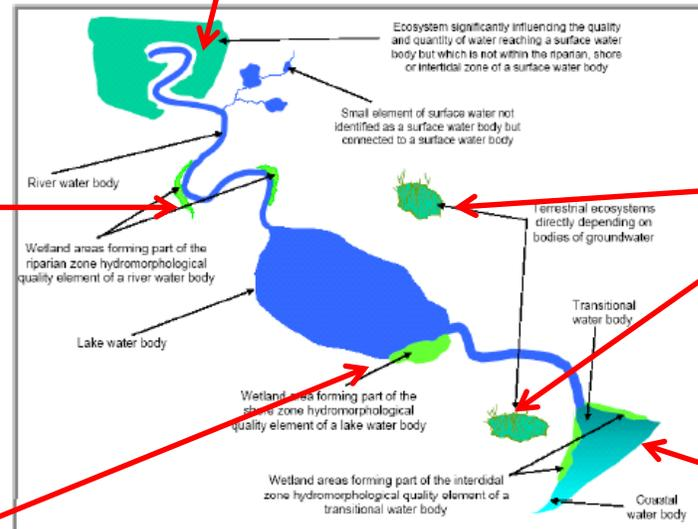 Ecosystem significantly influencing the quality
and quantity of water reaching a surface water
body but which is not within the riparian, shore
or intertidal zone of a surface water body
Small element of surface water not
identified as a surface water body but
connected to a surface water body
River water body
Terrestrial ecosystems
directly depending on
bodies of groundwater
Wetland areas forming part of the
riparian zone hydromorphological
quality element of a river water body
Transitional
water body
Lake water body
Wetland area forming part of the
shore zone hydromorphological
quality element of a lake water body
Wetland areas forming part of the interdidal
zone hydromorphological quality element of a
transitional water body
Coastal
water body